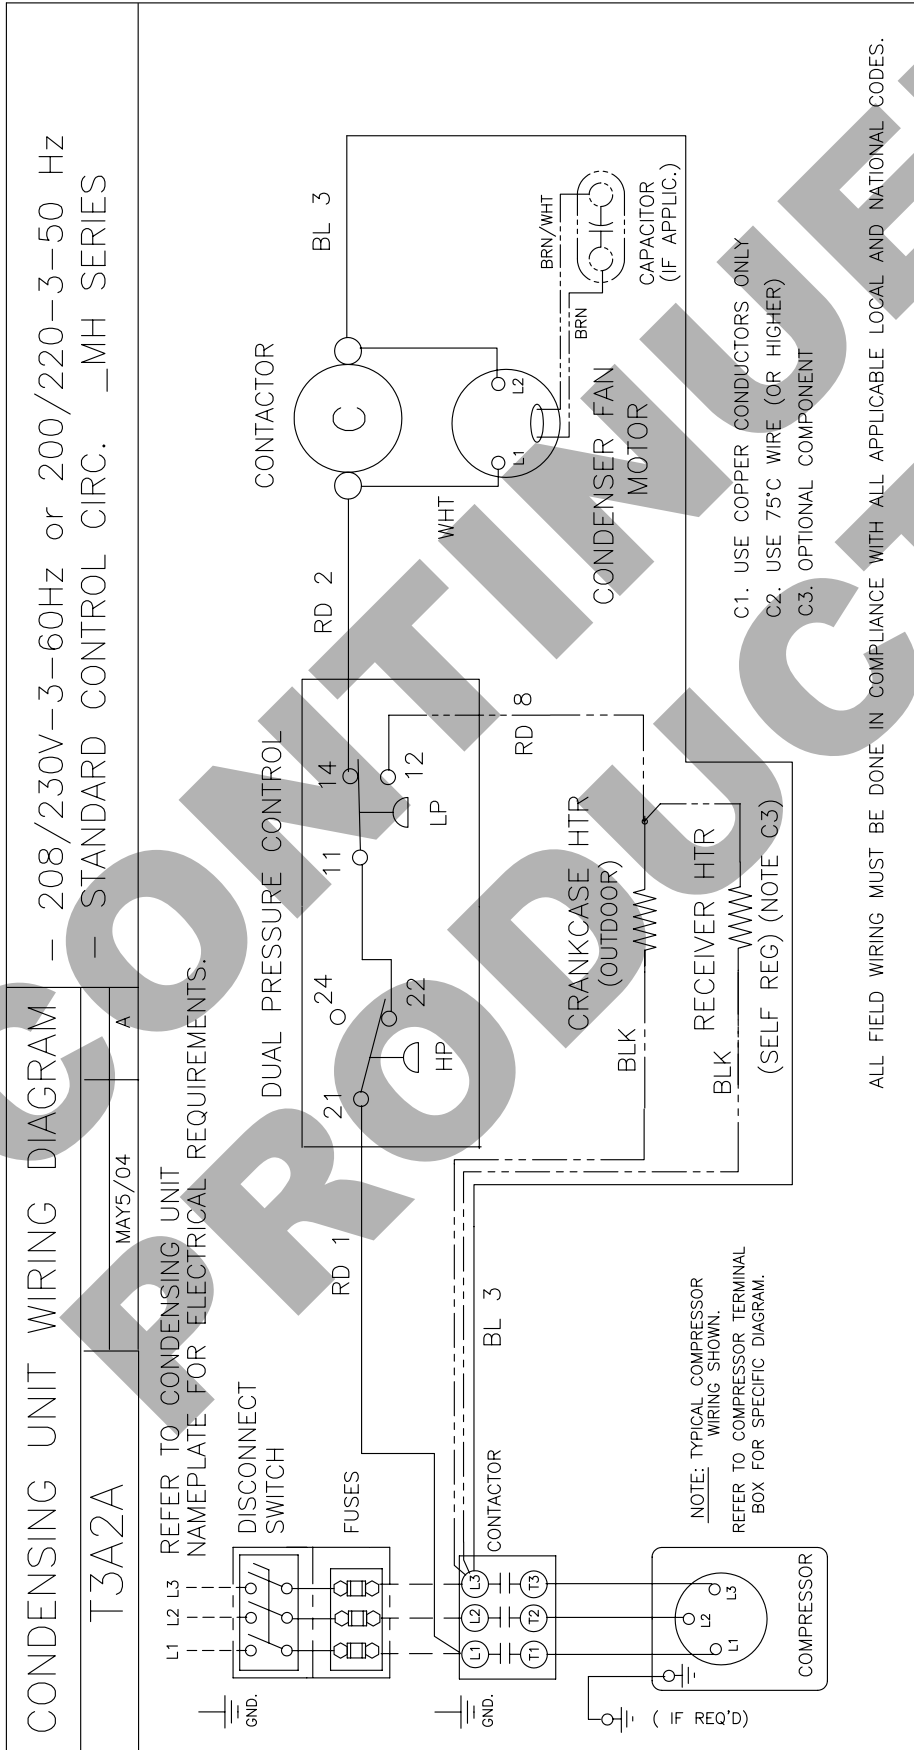 CONDENSING UNIT WIRING DIAGRAM – 208/230V–3–60Hz or 200/220–3–50 Hz
T3A2A
MAY5/04
A
– STANDARD CONTROL CIRC. _MH SERIES
REFER TO CONDENSING UNIT
NAMEPLATE FOR ELECTRICAL REQUIREMENTS.
L1 L2 L3
DISCONNECT
SWITCH
FUSES
GND.
GND.
CONTACTOR
L1 L2 L3
T1 T2 T3
RD 1
BL 3
DUAL PRESSURE CONTROL
21
24
22
HP
11
14
12
LP
RD 2
RD 8
CONTACTOR
C
BL 3
WHT
L1
L2
CONDENSER FAN
MOTOR
BRN
BRN/WHT
CAPACITOR
(IF APPLIC.)
CRANKCASE HTR
(OUTDOOR)
BLK
RECEIVER HTR
BLK
(SELF REG) (NOTE C3)
C1. USE COPPER CONDUCTORS ONLY
C2. USE 75°C WIRE (OR HIGHER)
C3. OPTIONAL COMPONENT
NOTE: TYPICAL COMPRESSOR
WIRING SHOWN.
REFER TO COMPRESSOR TERMINAL
BOX FOR SPECIFIC DIAGRAM.
L1
L2
L3
COMPRESSOR
( IF REQ'D)
ALL FIELD WIRING MUST BE DONE IN COMPLIANCE WITH ALL APPLICABLE LOCAL AND NATIONAL CODES.